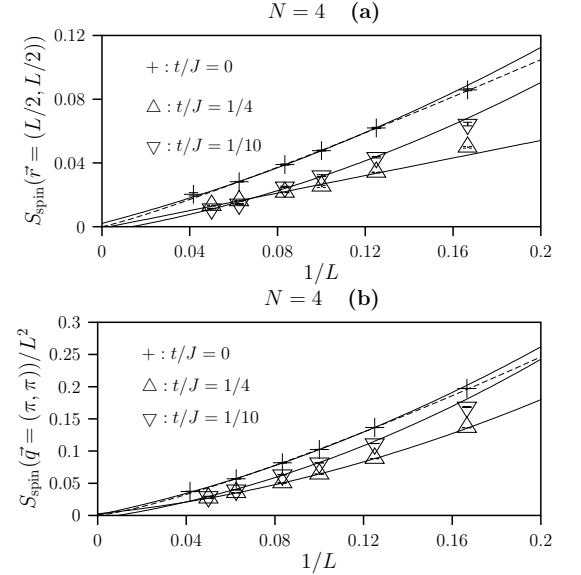 N = 4 (a)
S_spin(r⃗ = (L/2, L/2))
0.12
0.08
0.04
0
+ : t/J = 0
△ : t/J = 1/4
▽ : t/J = 1/10
0 0.04 0.08 0.12 0.16 0.2
1/L
N = 4 (b)
S_spin(q⃗ = (π, π))/L²
0.3
0.25
0.2
0.15
0.1
0.05
0
+ : t/J = 0
△ : t/J = 1/4
▽ : t/J = 1/10
0 0.04 0.08 0.12 0.16 0.2
1/L